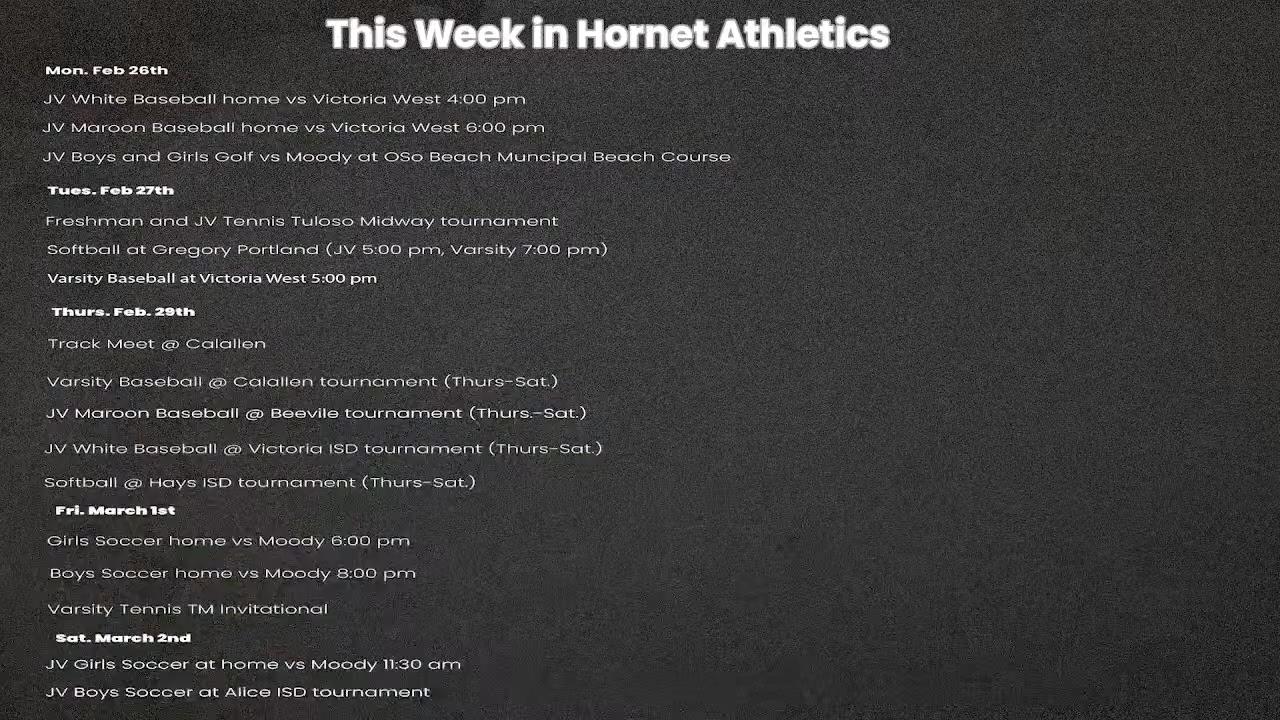 This Week in Hornet Athletics
Mon. Feb 26th
JV White Baseball home vs Victoria West 4:00 pm
JV Maroon Baseball home vs Victoria West 6:00 pm
JV Boys and Girls Golf vs Moody at OSo Beach Muncipal Beach Course
Tues. Feb 27th
Freshman and JV Tennis Tuloso Midway tournament
Softball at Gregory Portland (JV 5:00 pm, Varsity 7:00 pm)
Varsity Baseball at Victoria West 5:00 pm
Thurs. Feb. 29th
Track Meet @ Calallen
Varsity Baseball @ Calallen tournament (Thurs-Sat.)
JV Maroon Baseball @ Beevile tournament (Thurs.-Sat.)
JV White Baseball @ Victoria ISD tournament (Thurs-Sat.)
Softball @ Hays ISD tournament (Thurs-Sat.)
Fri. March 1st
Girls Soccer home vs Moody 6:00 pm
Boys Soccer home vs Moody 8:00 pm
Varsity Tennis TM Invitational
Sat. March 2nd
JV Girls Soccer at home vs Moody 11:30 am
JV Boys Soccer at Alice ISD tournament